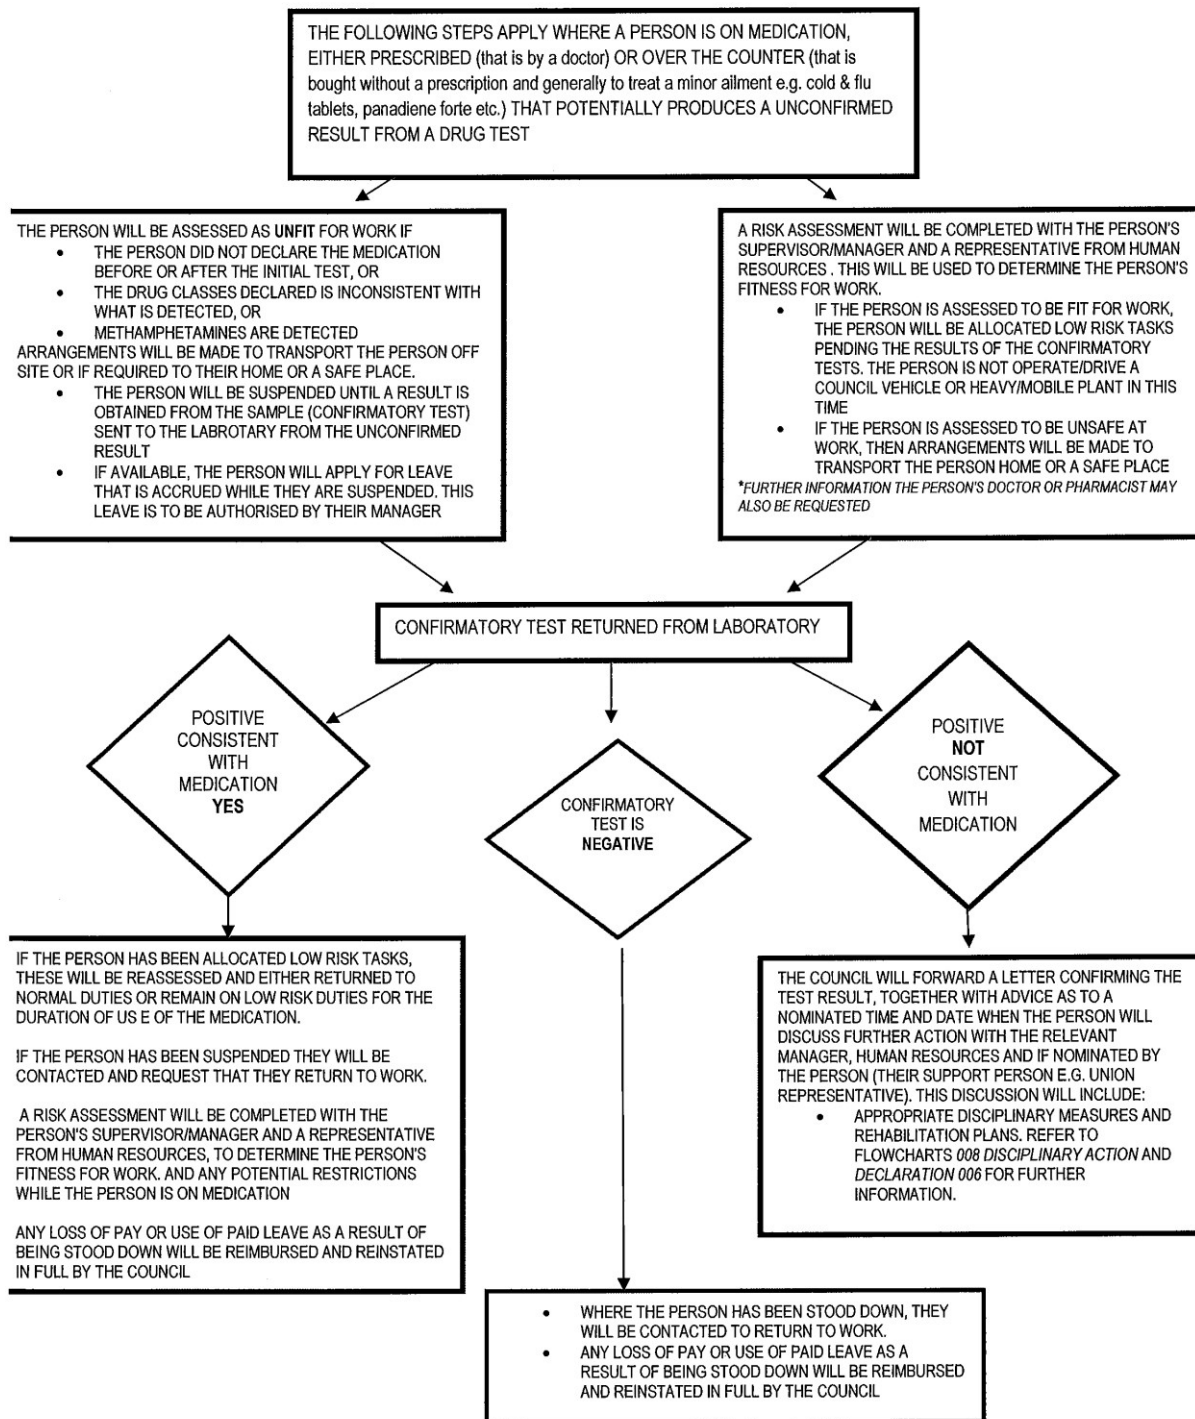 THE FOLLOWING STEPS APPLY WHERE A PERSON IS ON MEDICATION,
EITHER PRESCRIBED (that is by a doctor) OR OVER THE COUNTER (that is
bought without a prescription and generally to treat a minor ailment e.g. cold & flu
tablets, panadiene forte etc.) THAT POTENTIALLY PRODUCES A UNCONFIRMED
RESULT FROM A DRUG TEST
THE PERSON WILL BE ASSESSED AS UNFIT FOR WORK IF
• THE PERSON DID NOT DECLARE THE MEDICATION
BEFORE OR AFTER THE INITIAL TEST, OR
• THE DRUG CLASSES DECLARED IS INCONSISTENT WITH
WHAT IS DETECTED, OR
• METHAMPHETAMINES ARE DETECTED
ARRANGEMENTS WILL BE MADE TO TRANSPORT THE PERSON OFF
SITE OR IF REQUIRED TO THEIR HOME OR A SAFE PLACE.
• THE PERSON WILL BE SUSPENDED UNTIL A RESULT IS
OBTAINED FROM THE SAMPLE (CONFIRMATORY TEST)
SENT TO THE LABROTARY FROM THE UNCONFIRMED
RESULT
• IF AVAILABLE, THE PERSON WILL APPLY FOR LEAVE
THAT IS ACCRUED WHILE THEY ARE SUSPENDED. THIS
LEAVE IS TO BE AUTHORISED BY THEIR MANAGER
A RISK ASSESSMENT WILL BE COMPLETED WITH THE PERSON'S
SUPERVISOR/MANAGER AND A REPRESENTATIVE FROM HUMAN
RESOURCES . THIS WILL BE USED TO DETERMINE THE PERSON'S
FITNESS FOR WORK.
• IF THE PERSON IS ASSESSED TO BE FIT FOR WORK,
THE PERSON WILL BE ALLOCATED LOW RISK TASKS
PENDING THE RESULTS OF THE CONFIRMATORY
TESTS. THE PERSON IS NOT OPERATE/DRIVE A
COUNCIL VEHICLE OR HEAVY/MOBILE PLANT IN THIS
TIME
• IF THE PERSON IS ASSESSED TO BE UNSAFE AT
WORK, THEN ARRANGEMENTS WILL BE MADE TO
TRANSPORT THE PERSON HOME OR A SAFE PLACE
*FURTHER INFORMATION THE PERSON'S DOCTOR OR PHARMACIST MAY
ALSO BE REQUESTED
CONFIRMATORY TEST RETURNED FROM LABORATORY
POSITIVE
CONSISTENT
WITH
MEDICATION
YES
CONFIRMATORY
TEST IS
NEGATIVE
POSITIVE
NOT
CONSISTENT
WITH
MEDICATION
IF THE PERSON HAS BEEN ALLOCATED LOW RISK TASKS,
THESE WILL BE REASSESSED AND EITHER RETURNED TO
NORMAL DUTIES OR REMAIN ON LOW RISK DUTIES FOR THE
DURATION OF US E OF THE MEDICATION.
IF THE PERSON HAS BEEN SUSPENDED THEY WILL BE
CONTACTED AND REQUEST THAT THEY RETURN TO WORK.
A RISK ASSESSMENT WILL BE COMPLETED WITH THE
PERSON'S SUPERVISOR/MANAGER AND A REPRESENTATIVE
FROM HUMAN RESOURCES, TO DETERMINE THE PERSON'S
FITNESS FOR WORK. AND ANY POTENTIAL RESTRICTIONS
WHILE THE PERSON IS ON MEDICATION
ANY LOSS OF PAY OR USE OF PAID LEAVE AS A RESULT OF
BEING STOOD DOWN WILL BE REIMBURSED AND REINSTATED
IN FULL BY THE COUNCIL
THE COUNCIL WILL FORWARD A LETTER CONFIRMING THE
TEST RESULT, TOGETHER WITH ADVICE AS TO A
NOMINATED TIME AND DATE WHEN THE PERSON WILL
DISCUSS FURTHER ACTION WITH THE RELEVANT
MANAGER, HUMAN RESOURCES AND IF NOMINATED BY
THE PERSON (THEIR SUPPORT PERSON E.G. UNION
REPRESENTATIVE). THIS DISCUSSION WILL INCLUDE:
• APPROPRIATE DISCIPLINARY MEASURES AND
REHABILITATION PLANS. REFER TO
FLOWCHARTS 008 DISCIPLINARY ACTION AND
DECLARATION 006 FOR FURTHER
INFORMATION.
• WHERE THE PERSON HAS BEEN STOOD DOWN, THEY
WILL BE CONTACTED TO RETURN TO WORK.
• ANY LOSS OF PAY OR USE OF PAID LEAVE AS A
RESULT OF BEING STOOD DOWN WILL BE REIMBURSED
AND REINSTATED IN FULL BY THE COUNCIL